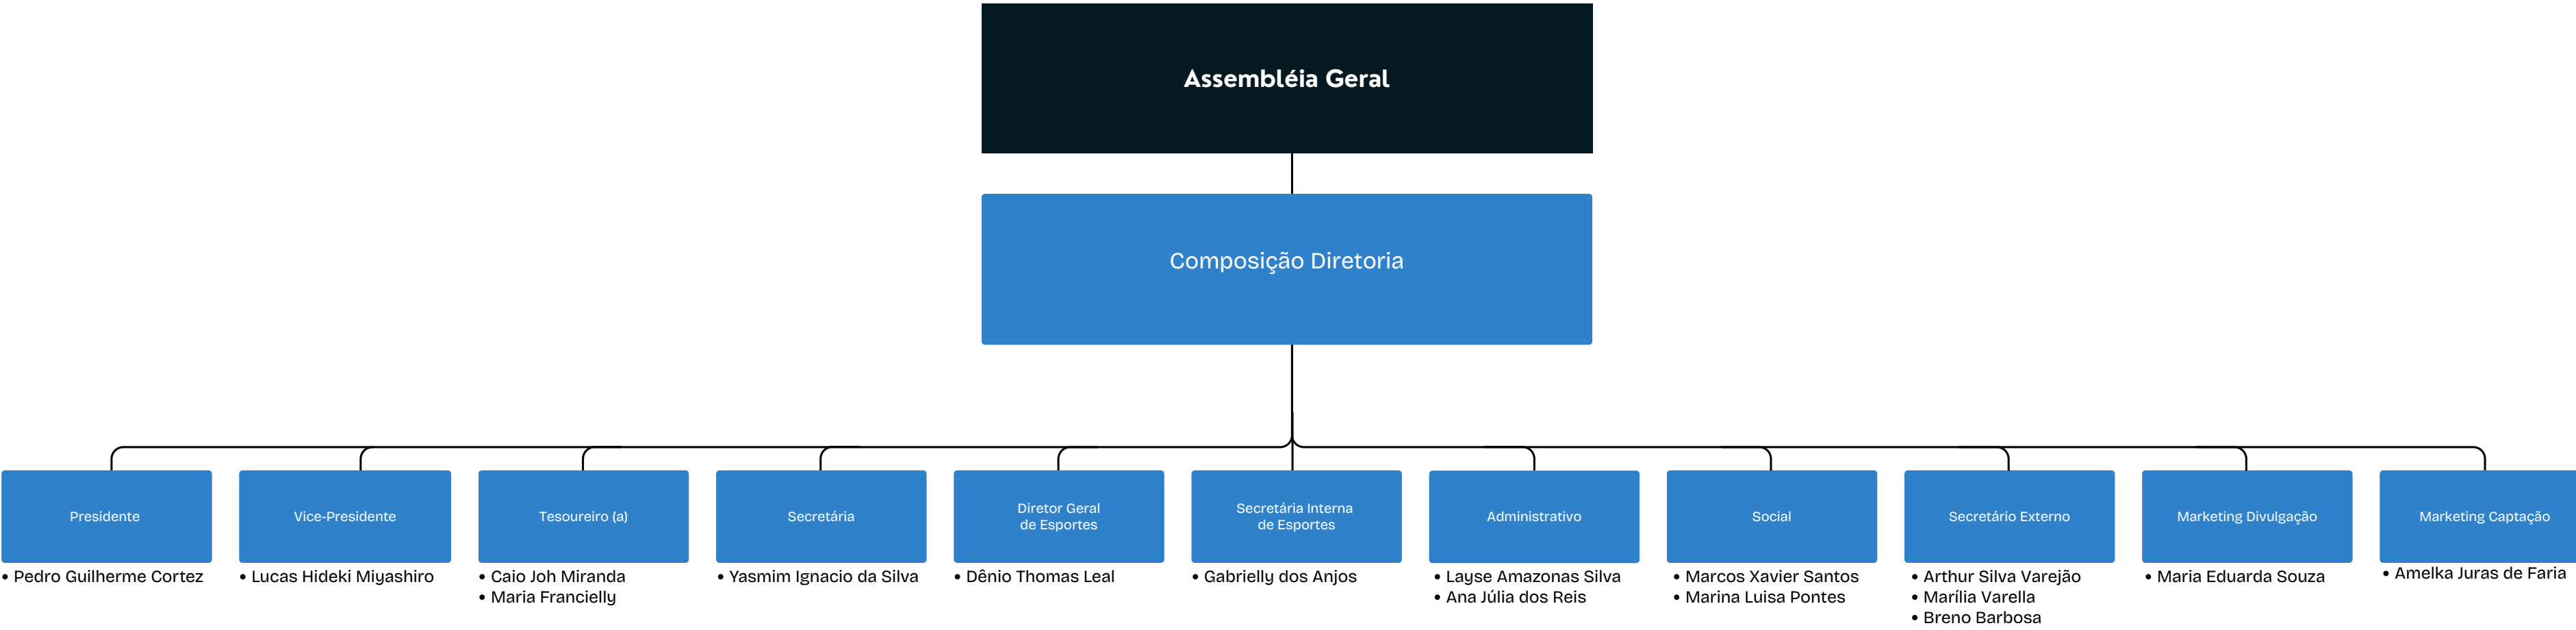 Assembléia Geral
Composição Diretoria
Presidente
• Pedro Guilherme Cortez
Vice-Presidente
• Lucas Hideki Miyashiro
Tesoureiro (a)
• Caio Joh Miranda
• Maria Francielly
Secretária
• Yasmim Ignacio da Silva
Diretor Geral
de Esportes
• Dênio Thomas Leal
Secretária Interna
de Esportes
• Gabrielly dos Anjos
Administrativo
• Layse Amazonas Silva
• Ana Júlia dos Reis
Social
• Marcos Xavier Santos
• Marina Luisa Pontes
Secretário Externo
• Arthur Silva Varejão
• Marília Varella
• Breno Barbosa
Marketing Divulgação
• Maria Eduarda Souza
Marketing Captação
• Amelka Juras de Faria